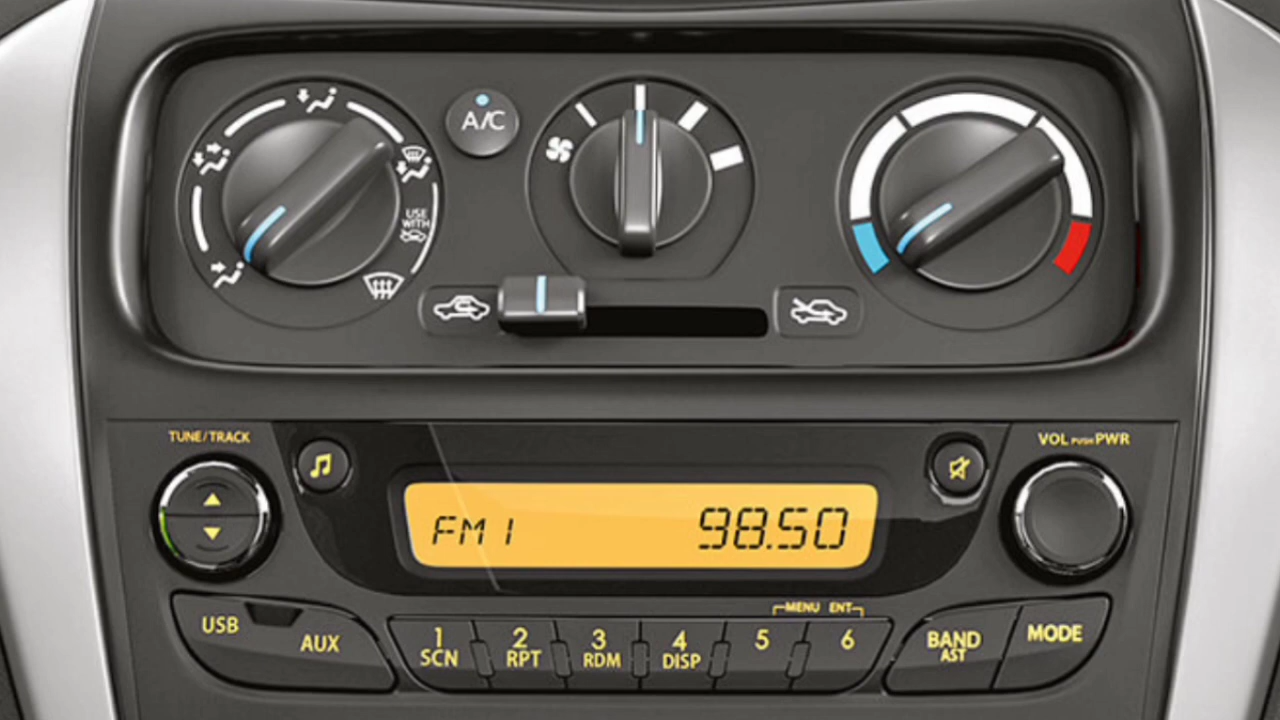 A/C
USE
WITH
TUNE/TRACK
VOL PUSH PWR
FM 1 98.50
MENU ENT
USB
AUX
1 2 3 4 5 6
SCN RPT RDM DISP
BAND
AST
MODE